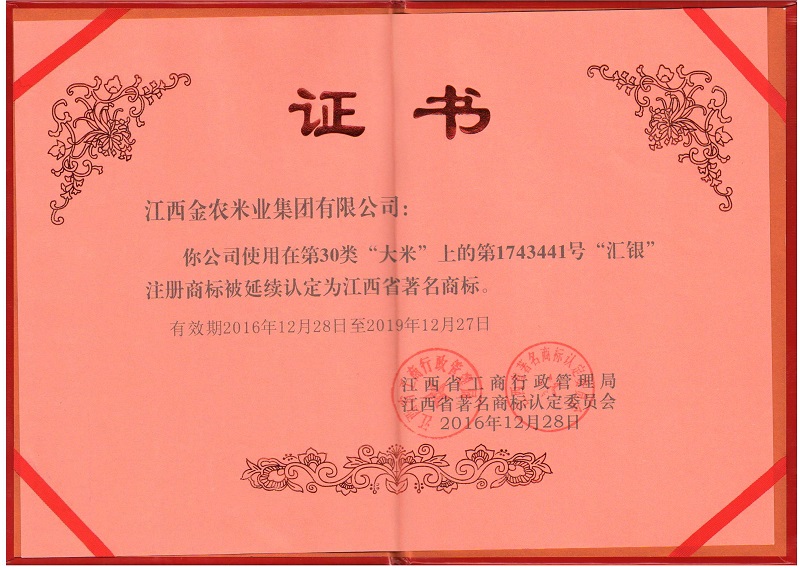 证书
江西金农米业集团有限公司：
你公司使用在第30类“大米”上的第1743441号“汇银”
注册商标被延续认定为江西省著名商标。
有效期2016年12月28日至2019年12月27日
江西省工商行政管理局
江西省著名商标认定委员会
2016年12月28日